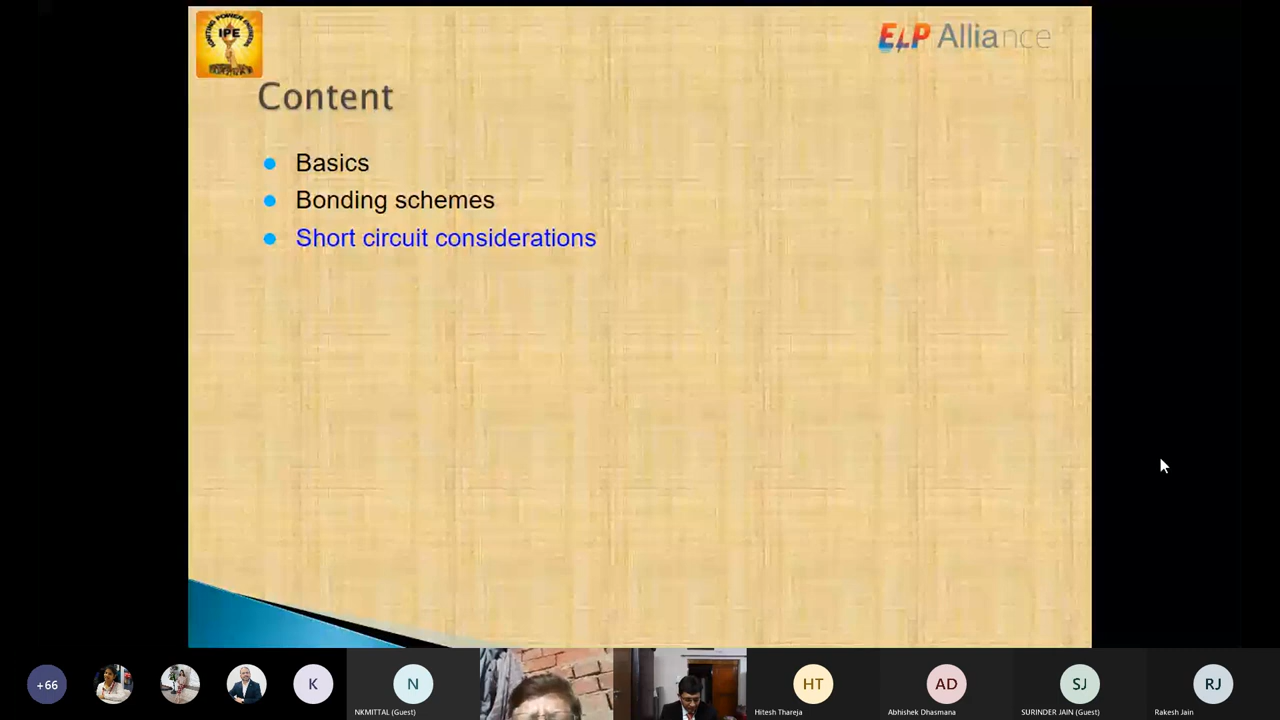 IPE
ELP Alliance
Content
Basics
Bonding schemes
Short circuit considerations
+66
K
N
NKMITTAL (Guest)
HT
Hitesh Thareja
AD
Abhishek Dhasmana
SJ
SURINDER JAIN (Guest)
RJ
Rakesh Jain